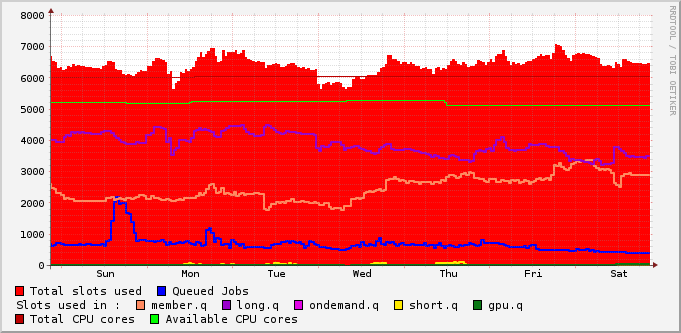 RRDTOOL / TOBI OETIKER
8000
7000
6000
5000
4000
3000
2000
1000
0
Sun Mon Tue Wed Thu Fri Sat
Total slots used Queued Jobs
Slots used in : member.q long.q ondemand.q short.q gpu.q
Total CPU cores Available CPU cores